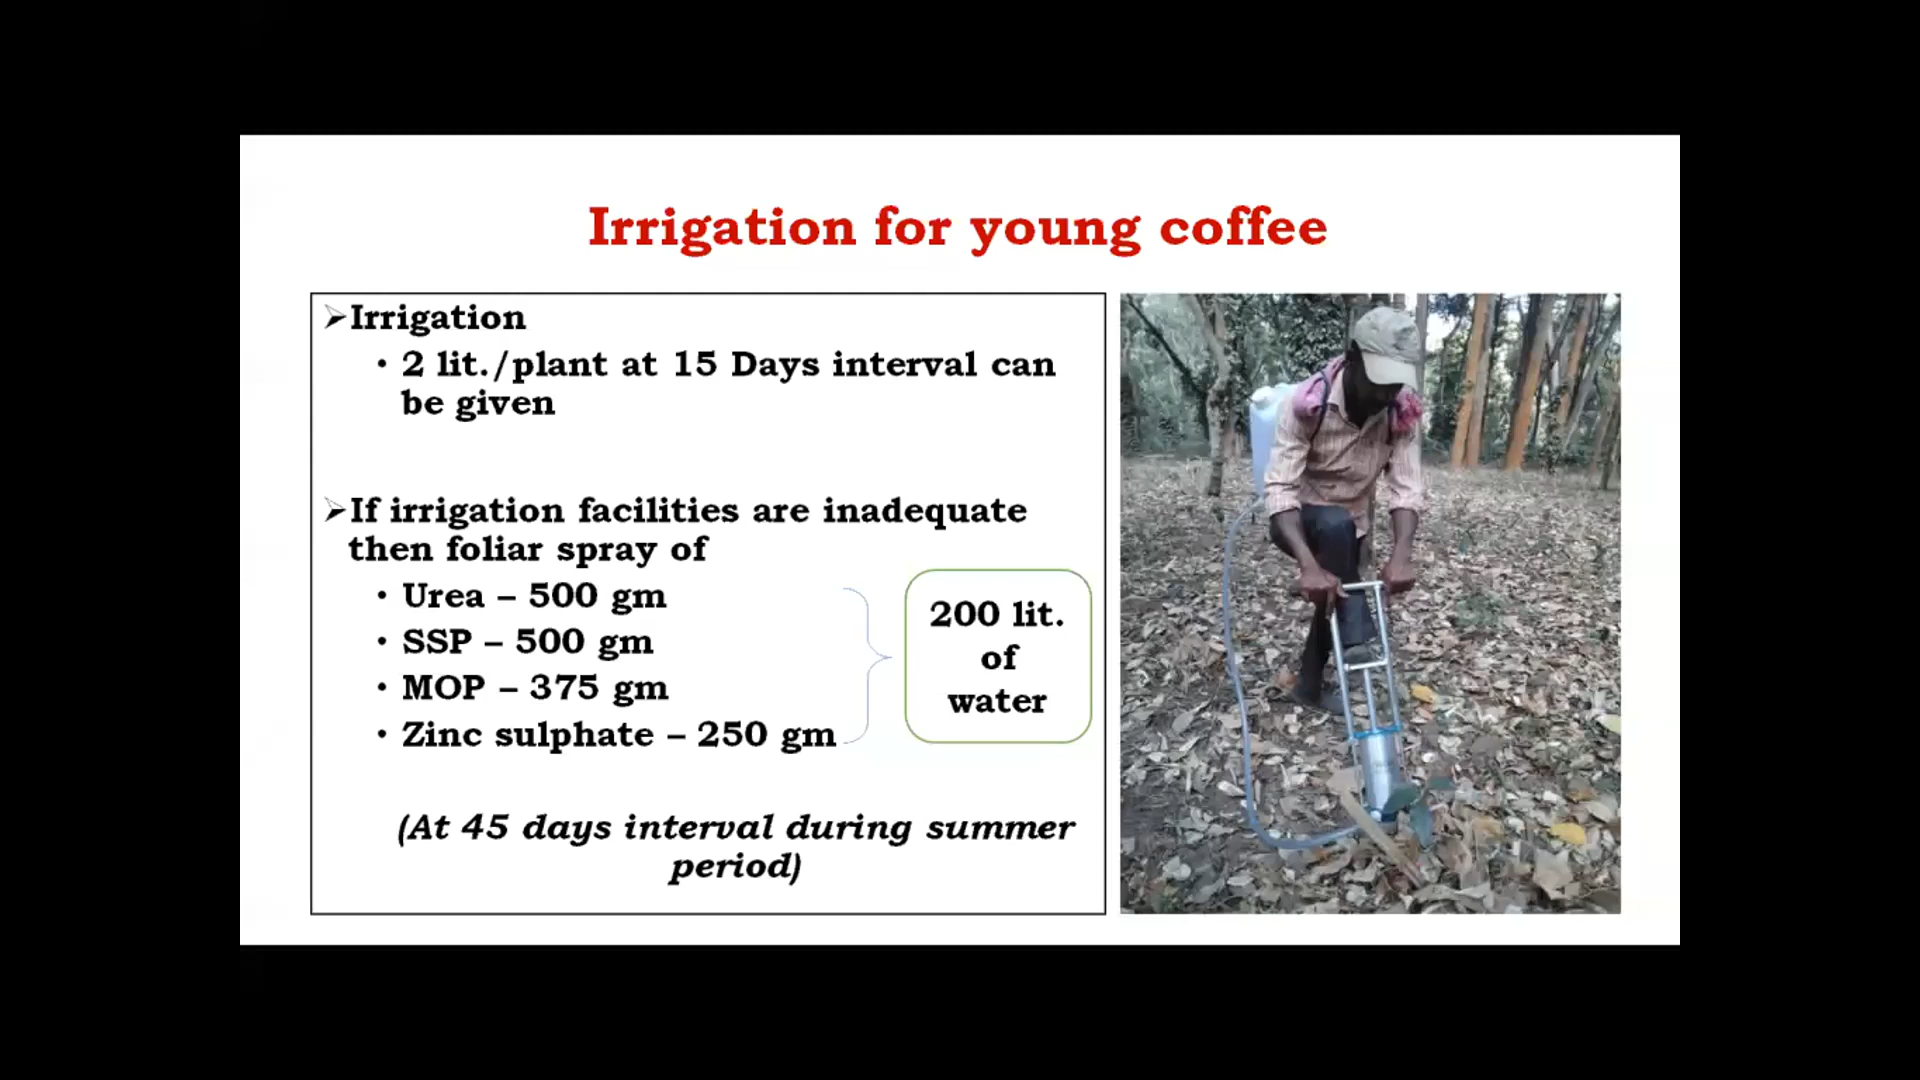 Irrigation for young coffee
➢Irrigation
• 2 lit./plant at 15 Days interval can
be given
➢If irrigation facilities are inadequate
then foliar spray of
• Urea – 500 gm
• SSP – 500 gm
• MOP – 375 gm
• Zinc sulphate – 250 gm
200 lit.
of
water
(At 45 days interval during summer
period)